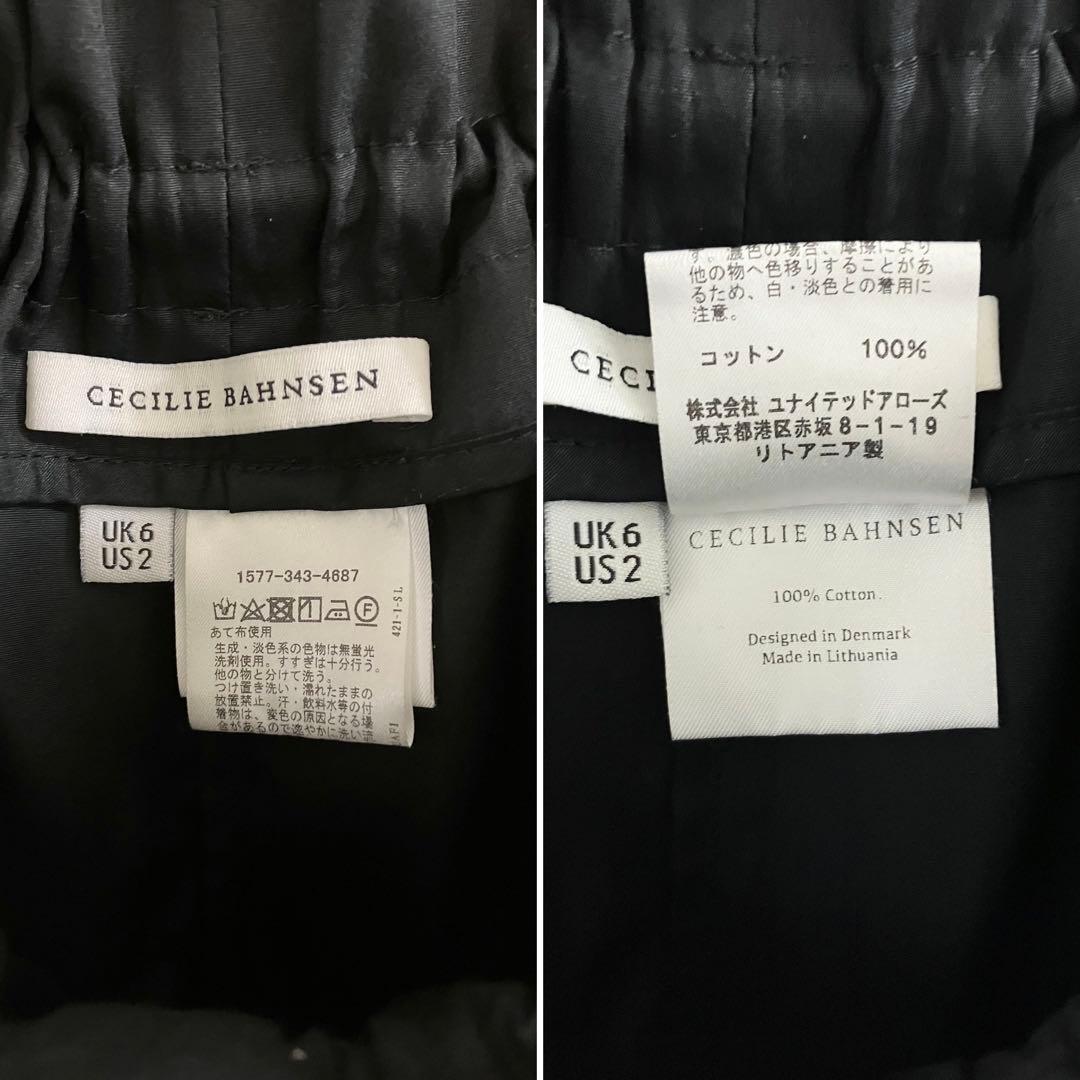 CECILIE BAHNSEN
UK6
US2
1577-343-4687
あて布使用
生成・淡色系の色物は無蛍光
洗剤使用。すすぎは十分行う。
他の物と分けて洗う。
つけ置き洗い・濡れたままの
放置禁止。汗・飲料水等の付
着物は、変色の原因となる場
合があるので速やかに洗い流
421-1-SL
す。濃色の場合、摩擦により
他の物へ色移りすることがあ
るため、白・淡色との着用に
注意。
コットン 100%
株式会社 ユナイテッドアローズ
東京都港区赤坂8-1-19
リトアニア製
CECI
UK6
US2
CECILIE BAHNSEN
100% Cotton.
Designed in Denmark
Made in Lithuania